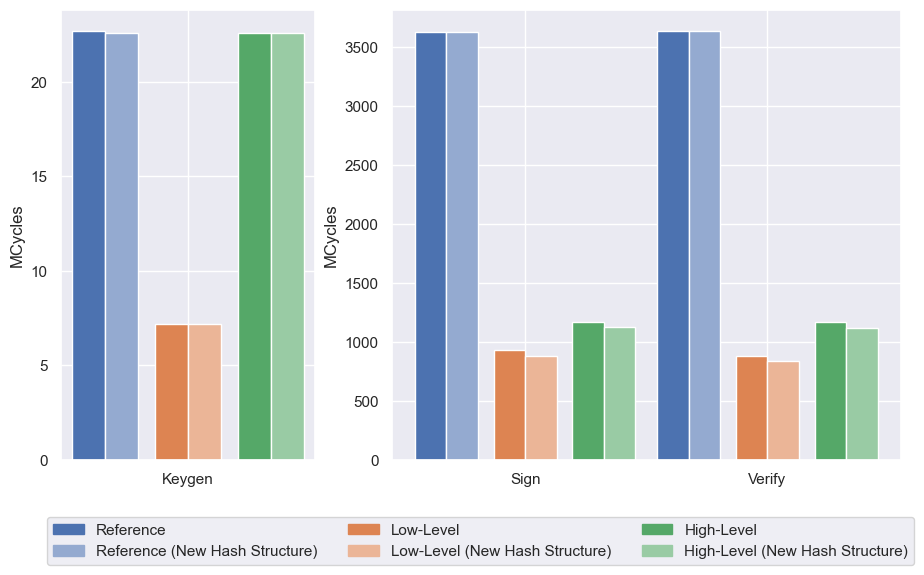 MCycles
20
15
10
5
0
Keygen
MCycles
3500
3000
2500
2000
1500
1000
500
0
Sign
Verify
Reference
Low-Level
High-Level
Reference (New Hash Structure)
Low-Level (New Hash Structure)
High-Level (New Hash Structure)